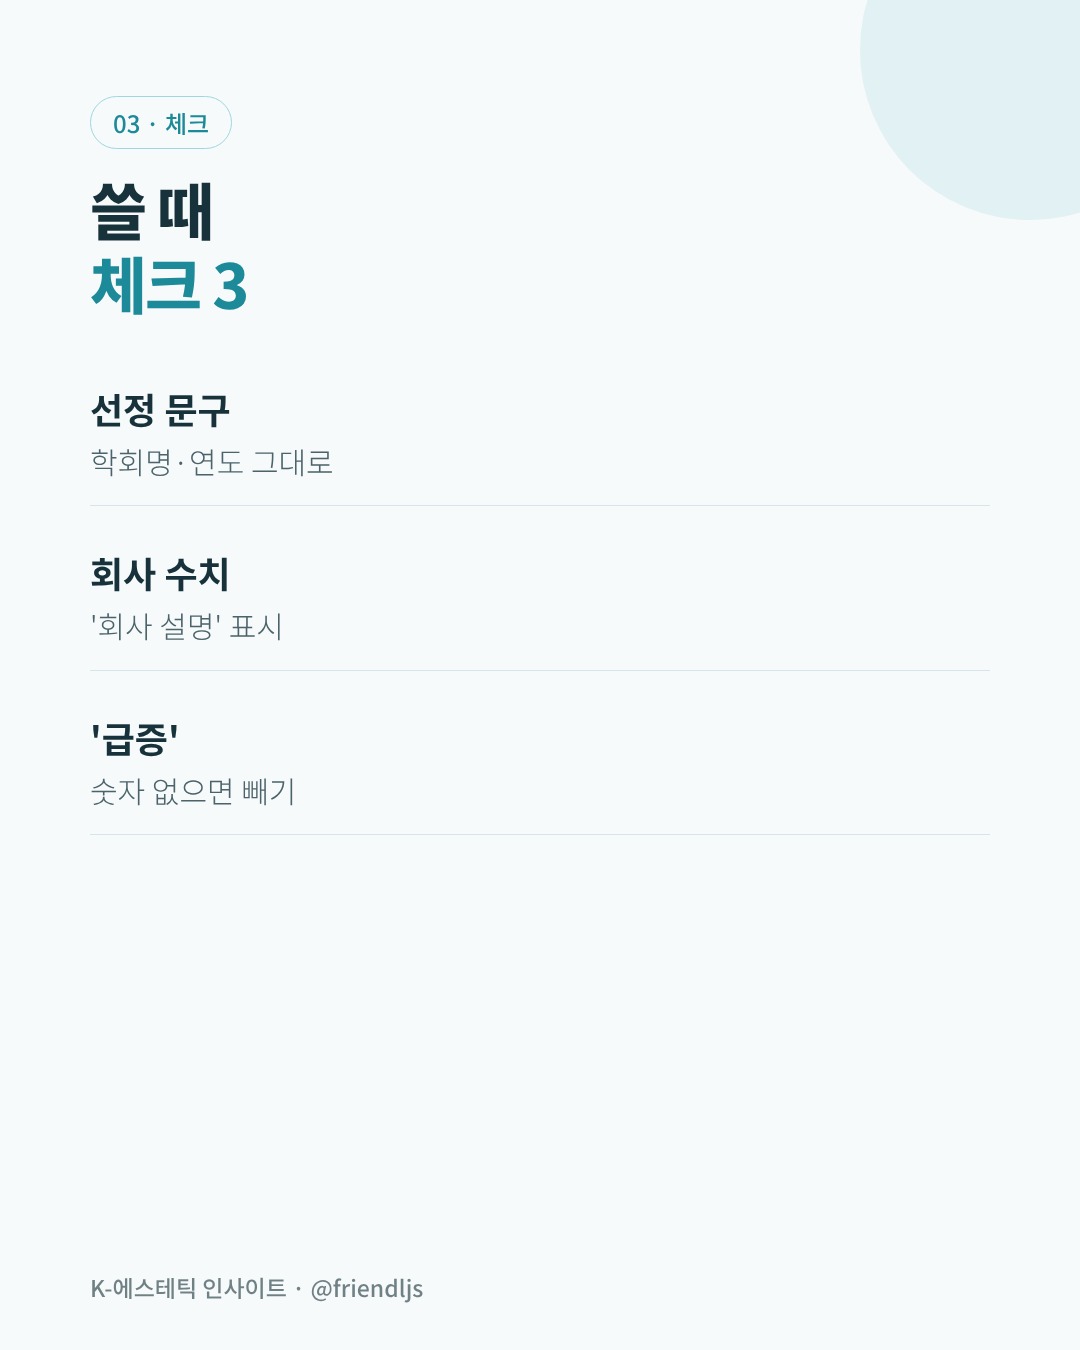 03 · 체크
쓸 때
체크 3
선정 문구
학회명·연도 그대로
회사 수치
'회사 설명' 표시
'급증'
숫자 없으면 빼기
K-에스테틱 인사이트 · @friendljs